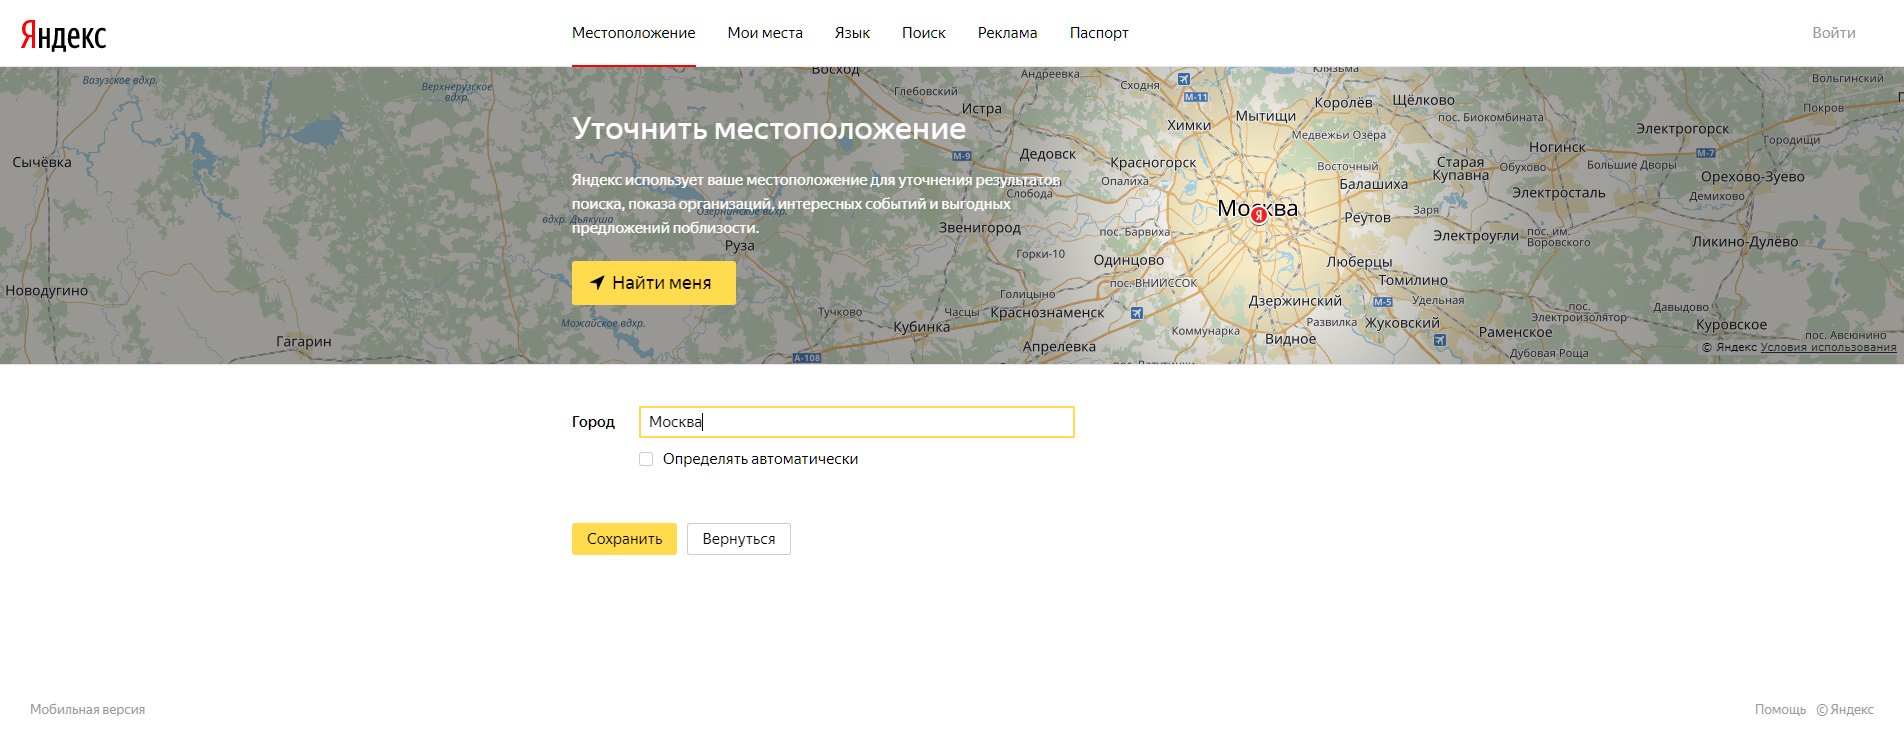 Яндекс
Местоположение
Мои места
Язык
Поиск
Реклама
Паспорт
Войти
Уточнить местоположение
Яндекс использует ваше местоположение для уточнения результатов
поиска, показа организаций, интересных событий и выгодных
предложений поблизости.
Найти меня
Вазузское вдхр.
Верхнерузское
вдхр.
Сычёвка
Новодугино
Гагарин
Восход
Глебовский
Истра
Андреевка
Сходня
М-11
Клязьма
Королёв
Щёлково
Вольгинский
Покров
Химки
Мытищи
пос. Биокомбината
Медвежьи Озёра
Электрогорск
Городищи
М-9
Дедовск
Красногорск
Восточный
Старая
Купавна
Ногинск
Обухово
Большие Дворы
М-7
Орехово-Зуево
Опалиха
Балашиха
Электросталь
Демихово
Слобода
Озернинское вдхр.
вдхр. Дьякуша
Москва
Я
Реутов
Заря
Руза
Звенигород
пос. Барвиха
Электроугли
пос. им.
Воровского
Ликино-Дулёво
Горки-10
Одинцово
Люберцы
Томилино
пос. ВНИИССОК
Голицыно
Дзержинский
М-5
Удельная
Давыдово
Тучково
Часцы
Краснознаменск
Можайское вдхр.
Кубинка
Коммунарка
Развилка
Жуковский
Раменское
пос.
Электроизолятор
Куровское
пос. Авсюнино
А-108
Апрелевка
Видное
Дубовая Роща
© Яндекс Условия использования
Город
Москва
Определять автоматически
Сохранить
Вернуться
Мобильная версия
Помощь
© Яндекс